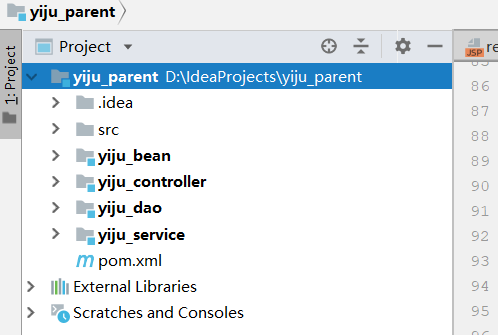 yiju_parent
1: Project
Project
yiju_parent D:\IdeaProjects\yiju_parent
.idea
src
yiju_bean
yiju_controller
yiju_dao
yiju_service
pom.xml
External Libraries
Scratches and Consoles
JSP re
86
87
88
89
90
91
92
93
94
95